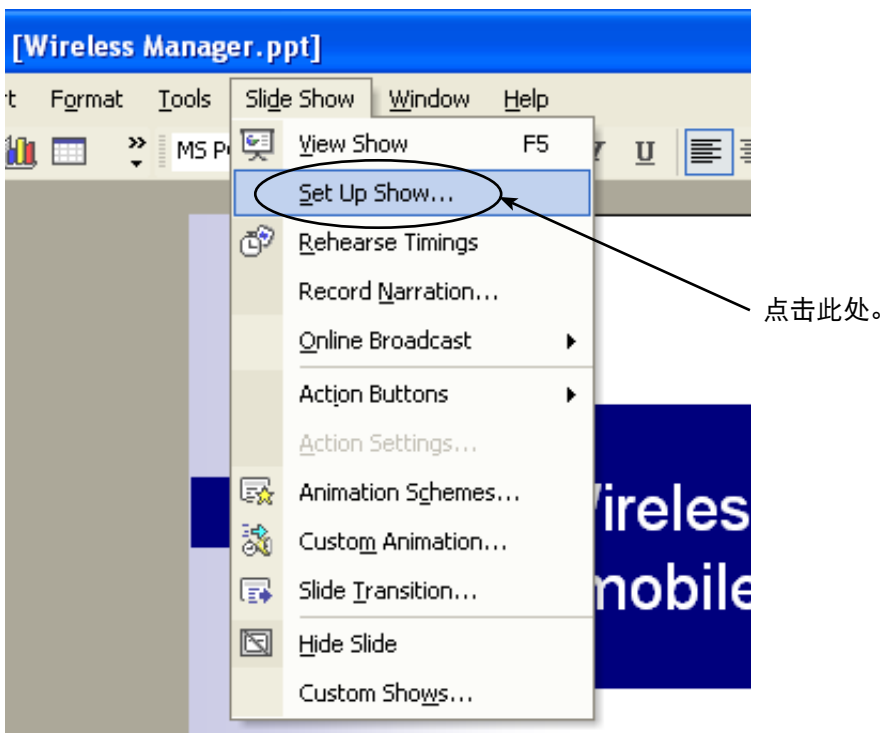 [Wireless Manager.ppt]
t Format Tools Slide Show Window Help
» MS P U
View Show F5
Set Up Show...
Rehearse Timings
Record Narration...
点击此处。
Online Broadcast
Action Buttons
Action Settings...
Animation Schemes...
ireles
Custom Animation...
mobile
Slide Transition...
Hide Slide
Custom Shows...